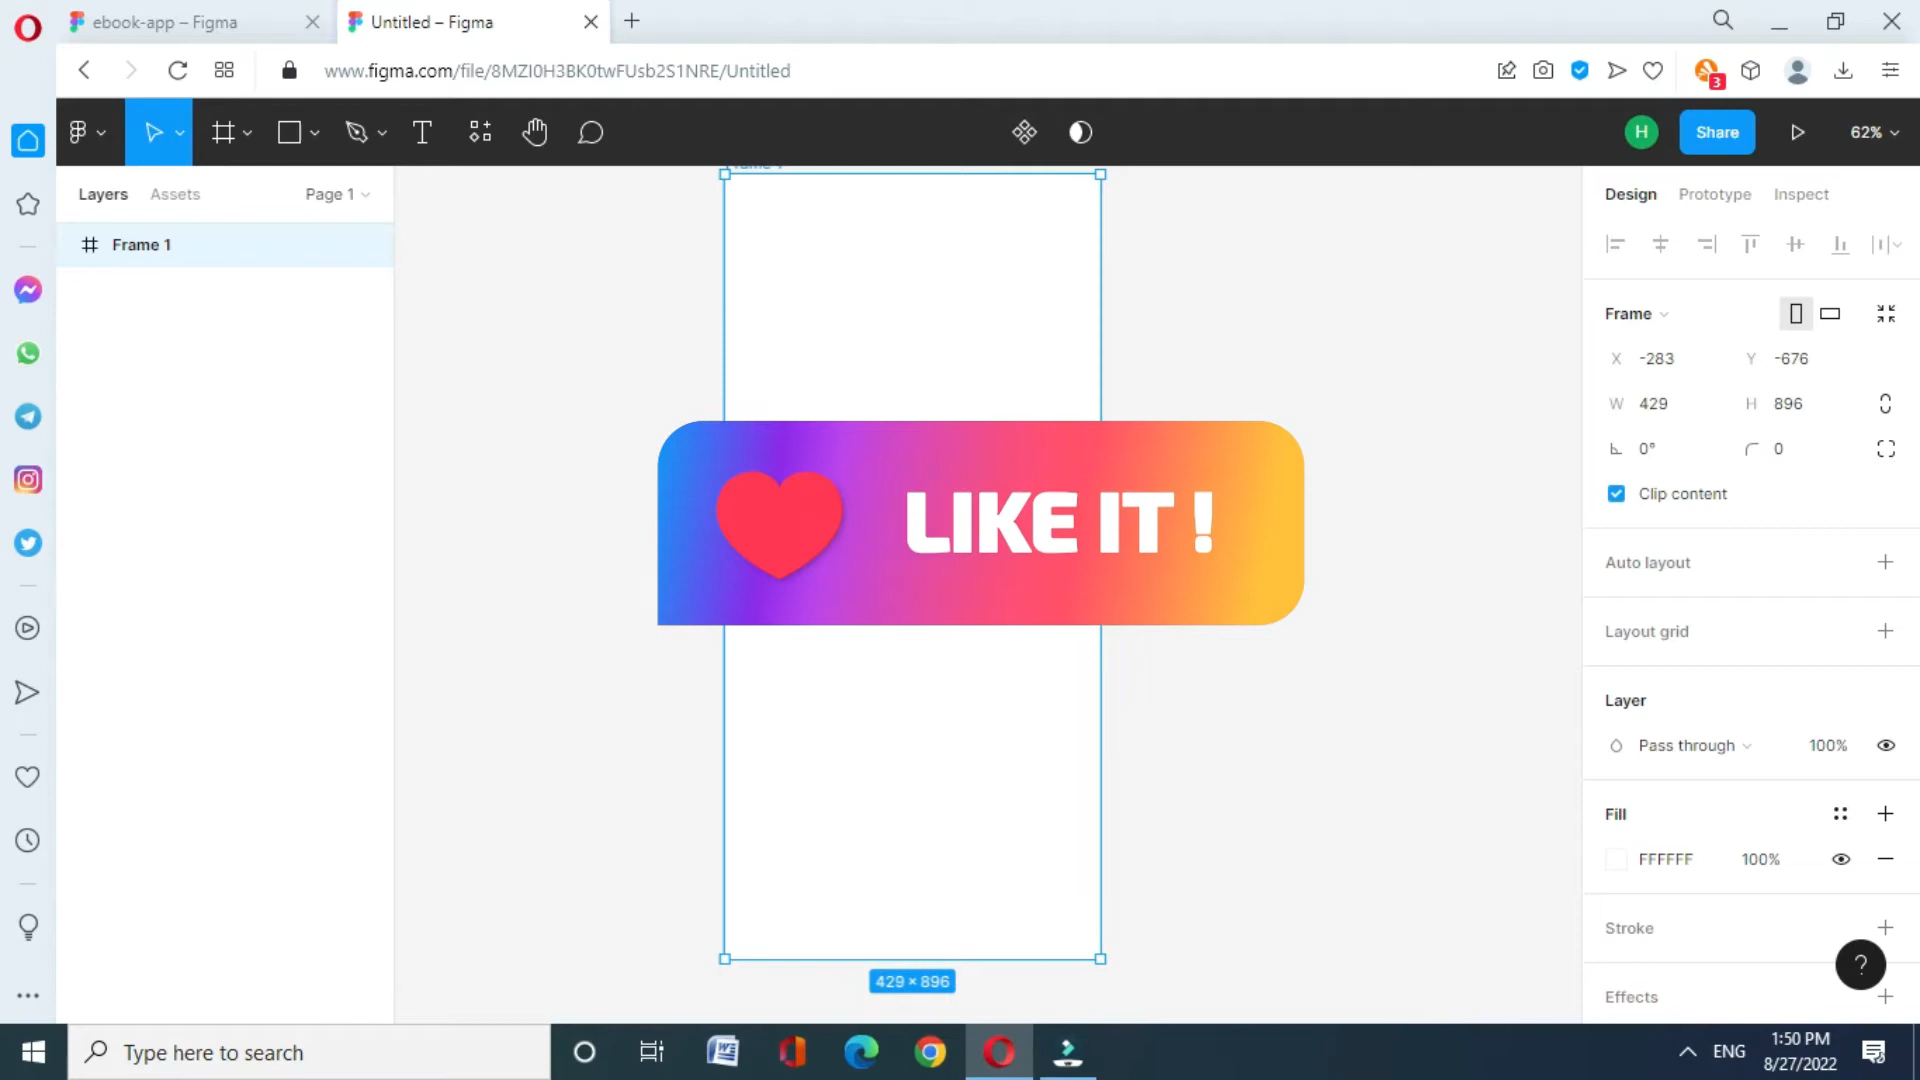 ebook-app – Figma
Untitled – Figma
www.figma.com/file/8MZI0H3BK0twFUsb2S1NRE/Untitled
3
H
Share
62%
Layers
Assets
Page 1
Frame 1
Design
Prototype
Inspect
Frame
X -283
Y -676
W 429
H 896
0°
0
Clip content
LIKE IT !
Auto layout
Layout grid
Layer
Pass through
100%
Fill
FFFFFF
100%
Stroke
?
Effects
429 × 896
Type here to search
ENG
1:50 PM
8/27/2022